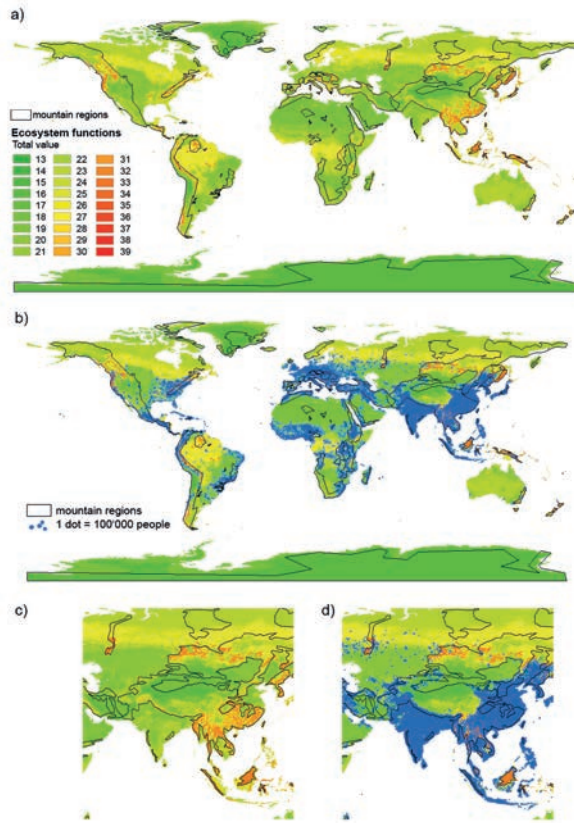 a)
mountain regions
Ecosystem functions
Total value
13 22 31
14 23 32
15 24 33
16 25 34
17 26 35
18 27 36
19 28 37
20 29 38
21 30 39
b)
mountain regions
1 dot = 100'000 people
c) d)